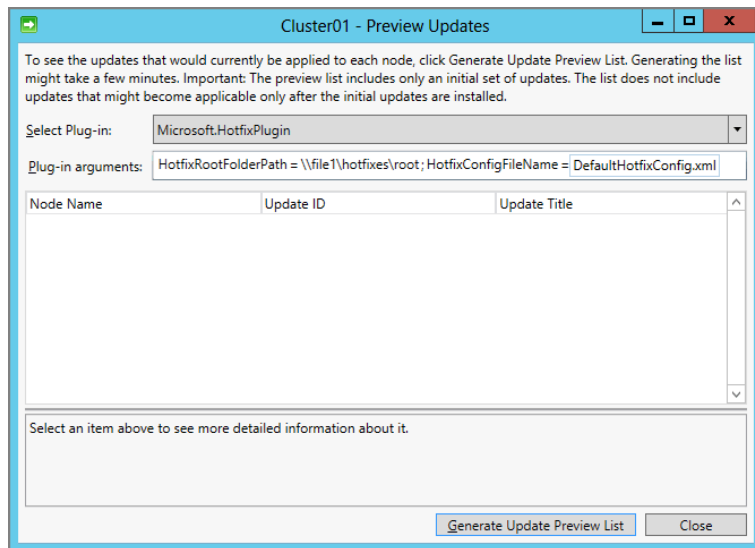 Cluster01 - Preview Updates
To see the updates that would currently be applied to each node, click Generate Update Preview List. Generating the list
might take a few minutes. Important: The preview list includes only an initial set of updates. The list does not include
updates that might become applicable only after the initial updates are installed.
Select Plug-in: Microsoft.HotfixPlugin
Plug-in arguments: HotfixRootFolderPath = \\file1\hotfixes\root; HotfixConfigFileName = DefaultHotfixConfig.xml
Node Name Update ID Update Title
Select an item above to see more detailed information about it.
Generate Update Preview List Close